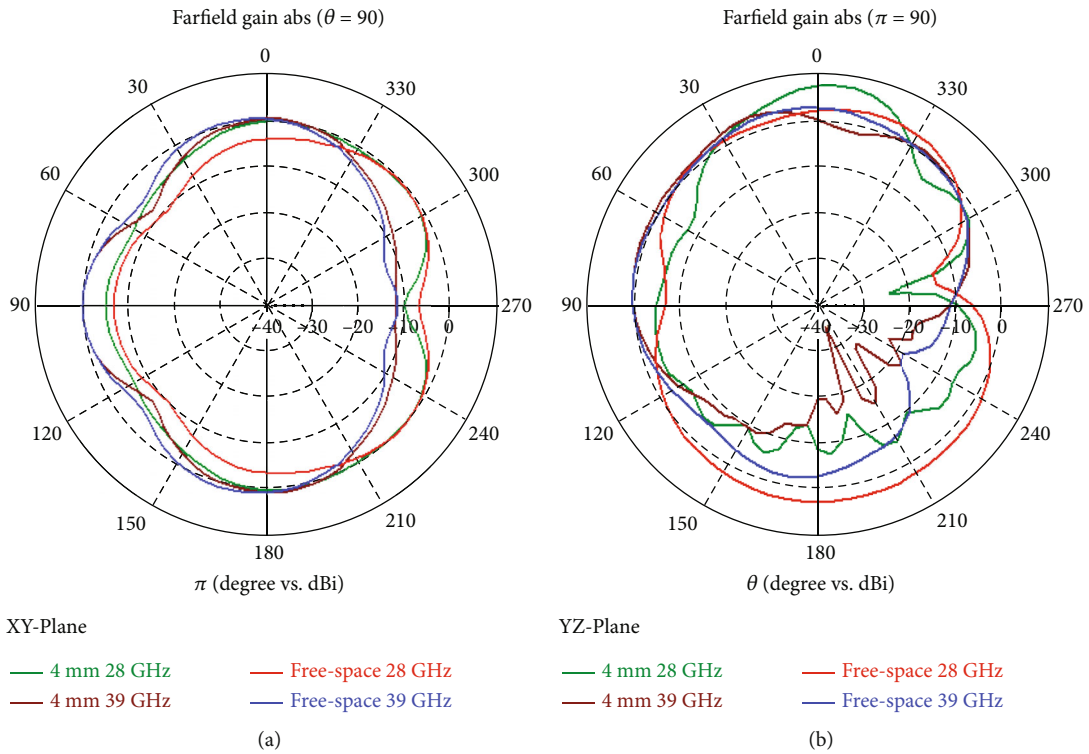 Farfield gain abs (θ = 90)
0
30
330
60
300
90
270
−40
−30
−20
−10
0
120
240
150
210
180
π (degree vs. dBi)
XY-Plane
4 mm 28 GHz
Free-space 28 GHz
4 mm 39 GHz
Free-space 39 GHz
(a)
Farfield gain abs (π = 90)
0
30
330
60
300
90
270
−40
−30
−20
−10
0
120
240
150
210
180
θ (degree vs. dBi)
YZ-Plane
4 mm 28 GHz
Free-space 28 GHz
4 mm 39 GHz
Free-space 39 GHz
(b)